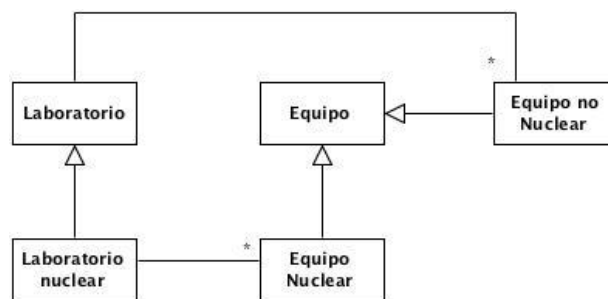 *
Laboratorio
Equipo
Equipo no
Nuclear
Laboratorio
nuclear
*
Equipo
Nuclear